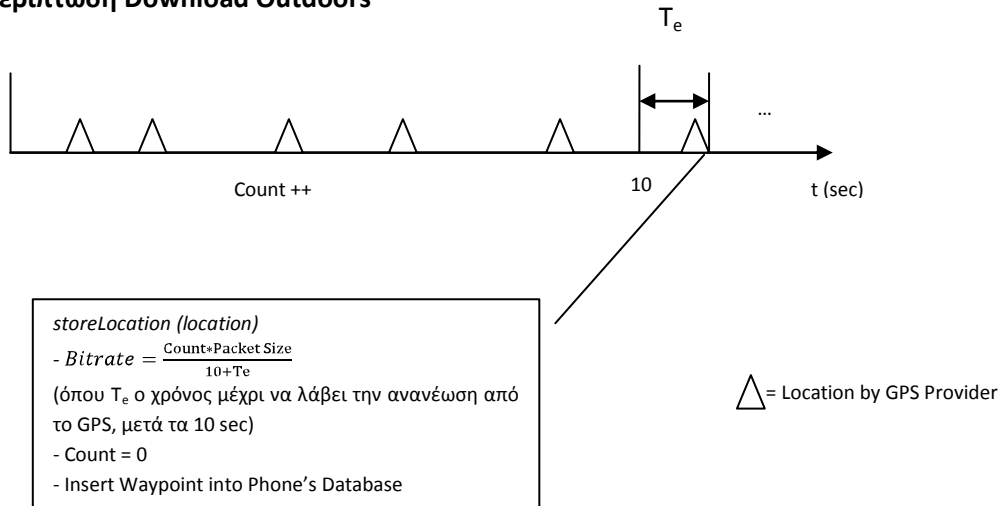 Download Outdoors
Tₑ
...
Count ++
10
t (sec)
storeLocation (location)
- Bitrate = Count*Packet Size / 10+Te
(όπου Tₑ ο χρόνος μέχρι να λάβει την ανανέωση από
το GPS, μετά τα 10 sec)
- Count = 0
- Insert Waypoint into Phone's Database
= Location by GPS Provider